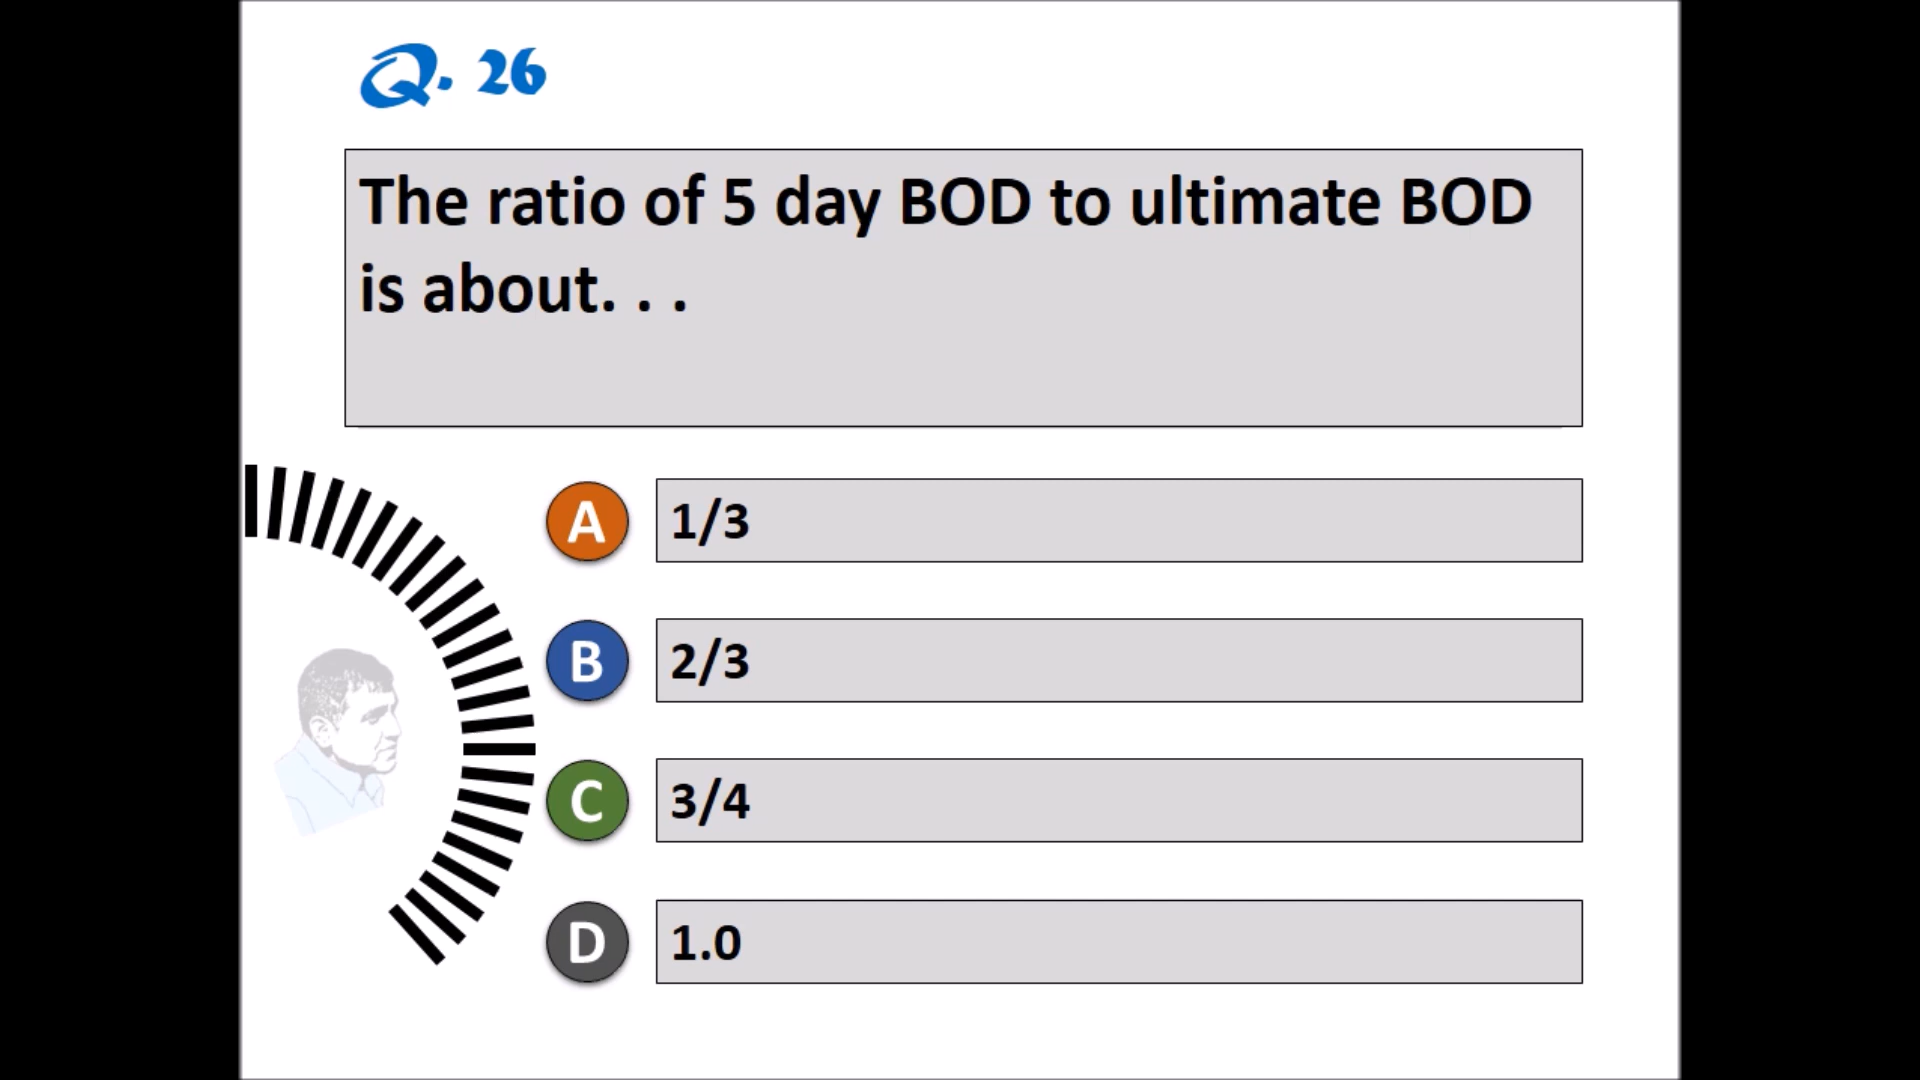 Q. 26
The ratio of 5 day BOD to ultimate BOD
is about. . .
A 1/3
B 2/3
C 3/4
D 1.0